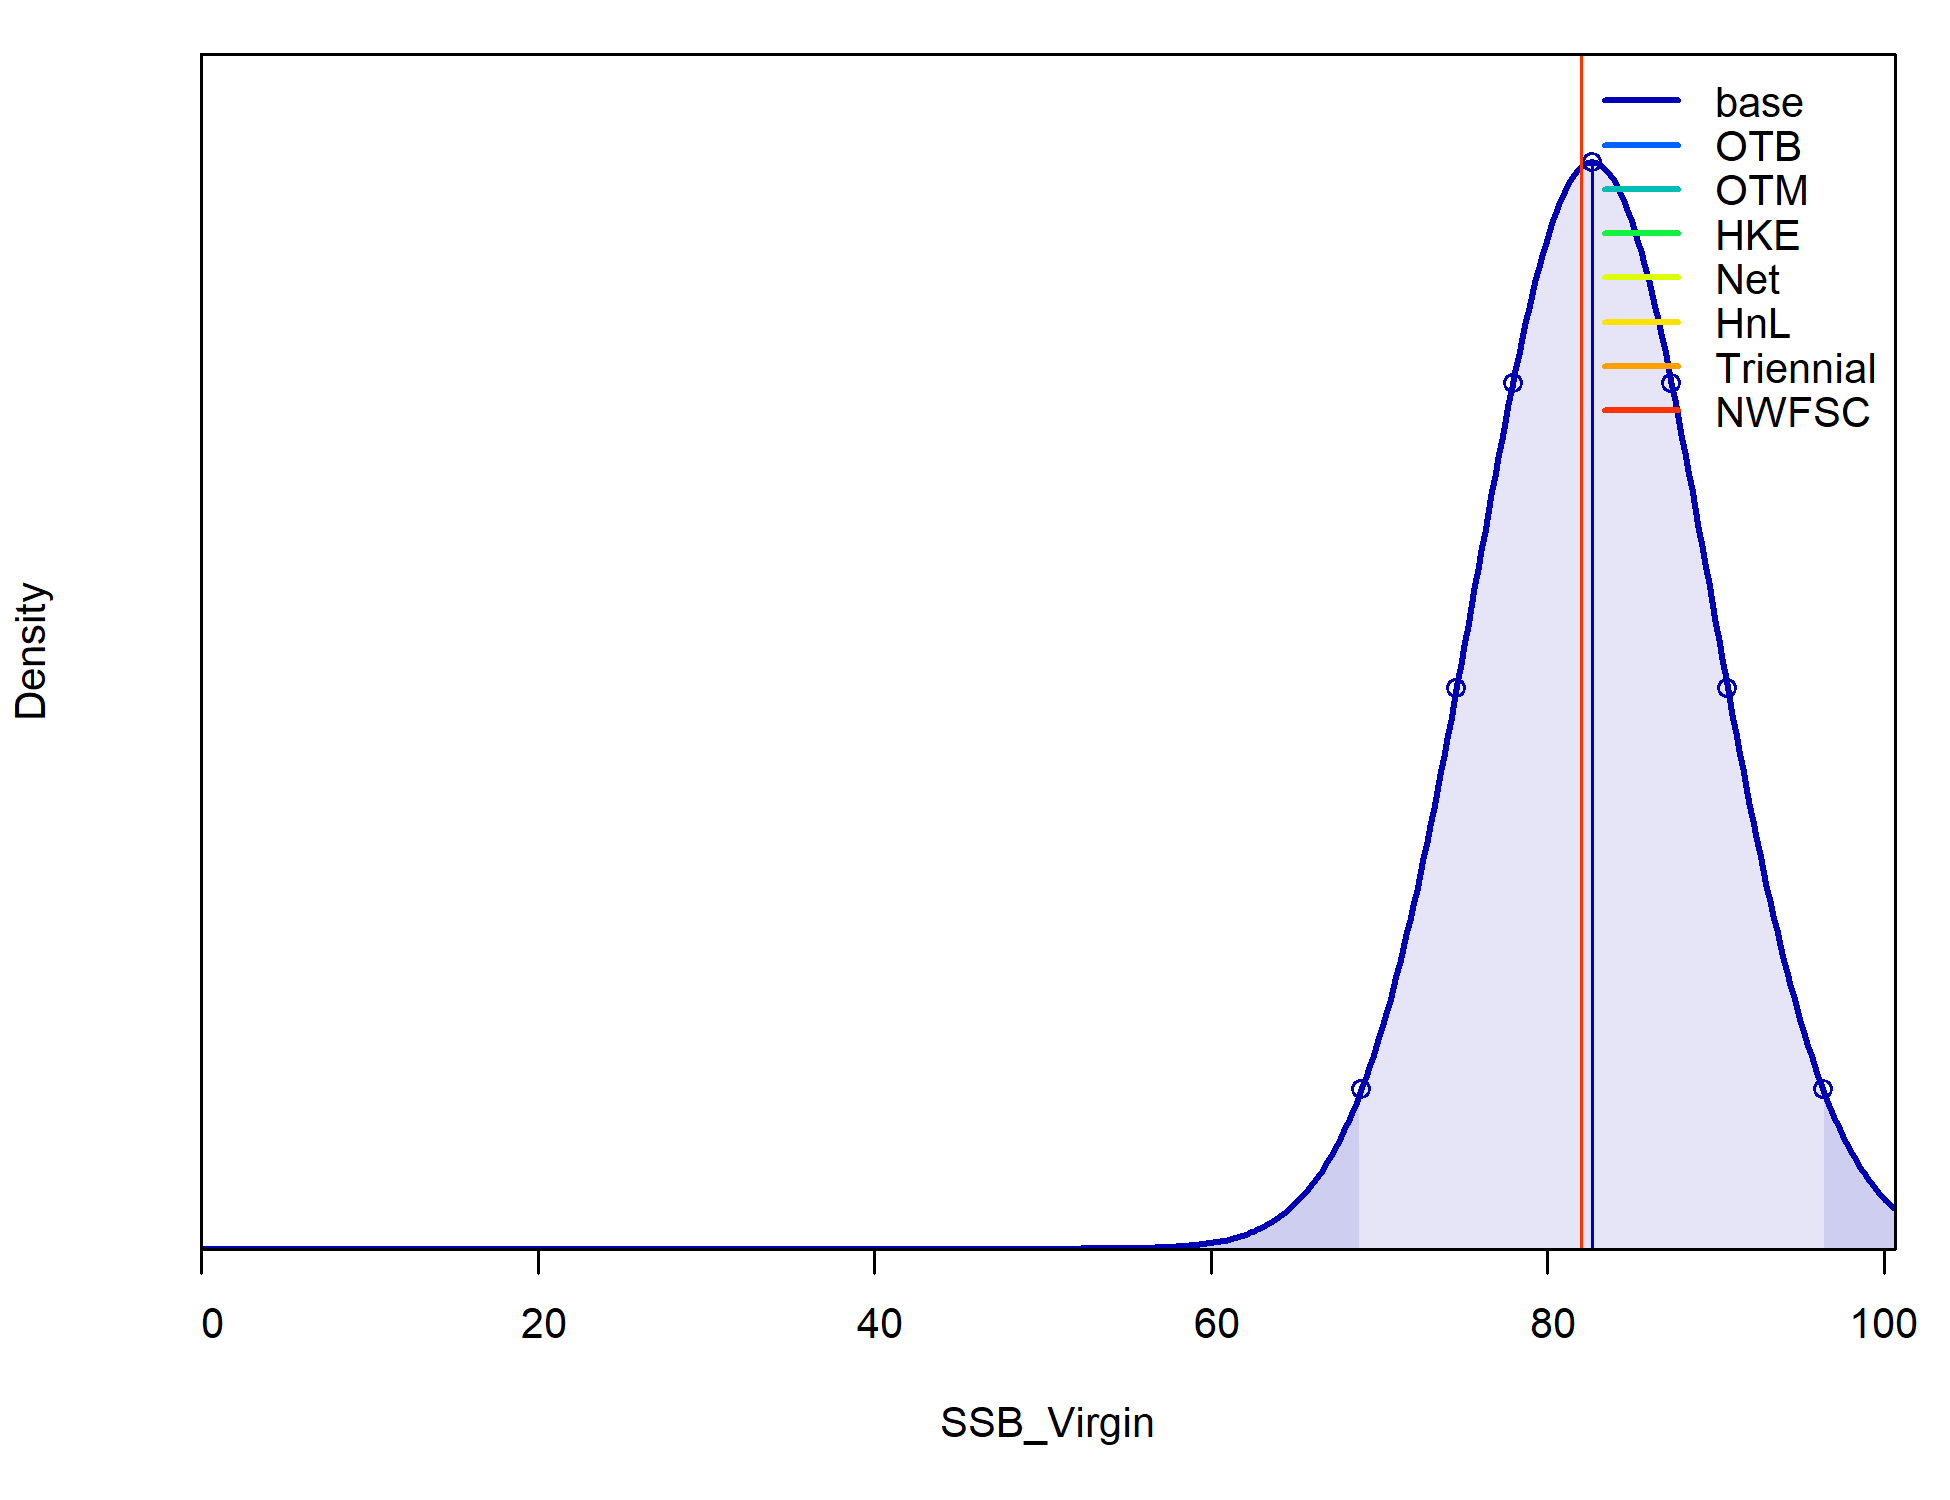 base
OTB
OTM
HKE
Net
HnL
Triennial
NWFSC
Density
0 20 40 60 80 100
SSB_Virgin